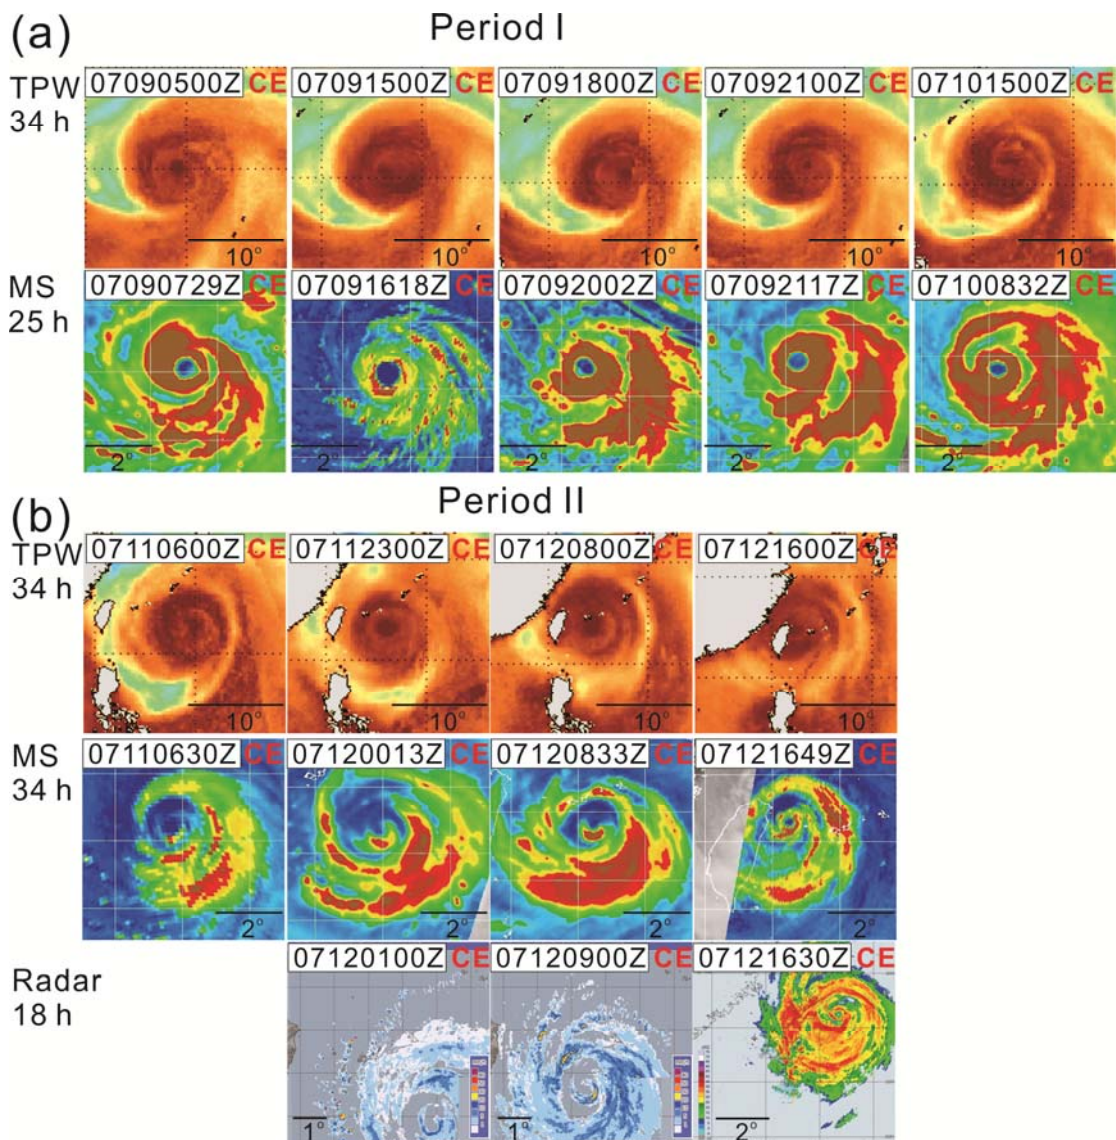 (a) Period I
TPW 34 h
07090500Z CE
07091500Z CE
07091800Z CE
07092100Z CE
07101500Z CE
10°
10°
10°
10°
10°
MS 25 h
07090729Z CE
07091618Z CE
07092002Z CE
07092117Z CE
07100832Z CE
2°
2°
2°
2°
2°
(b) Period II
TPW 34 h
07110600Z CE
07112300Z CE
07120800Z CE
07121600Z CE
10°
10°
10°
10°
MS 34 h
07110630Z CE
07120013Z CE
07120833Z CE
07121649Z CE
2°
2°
2°
2°
Radar 18 h
07120100Z CE
07120900Z CE
07121630Z CE
1°
1°
2°